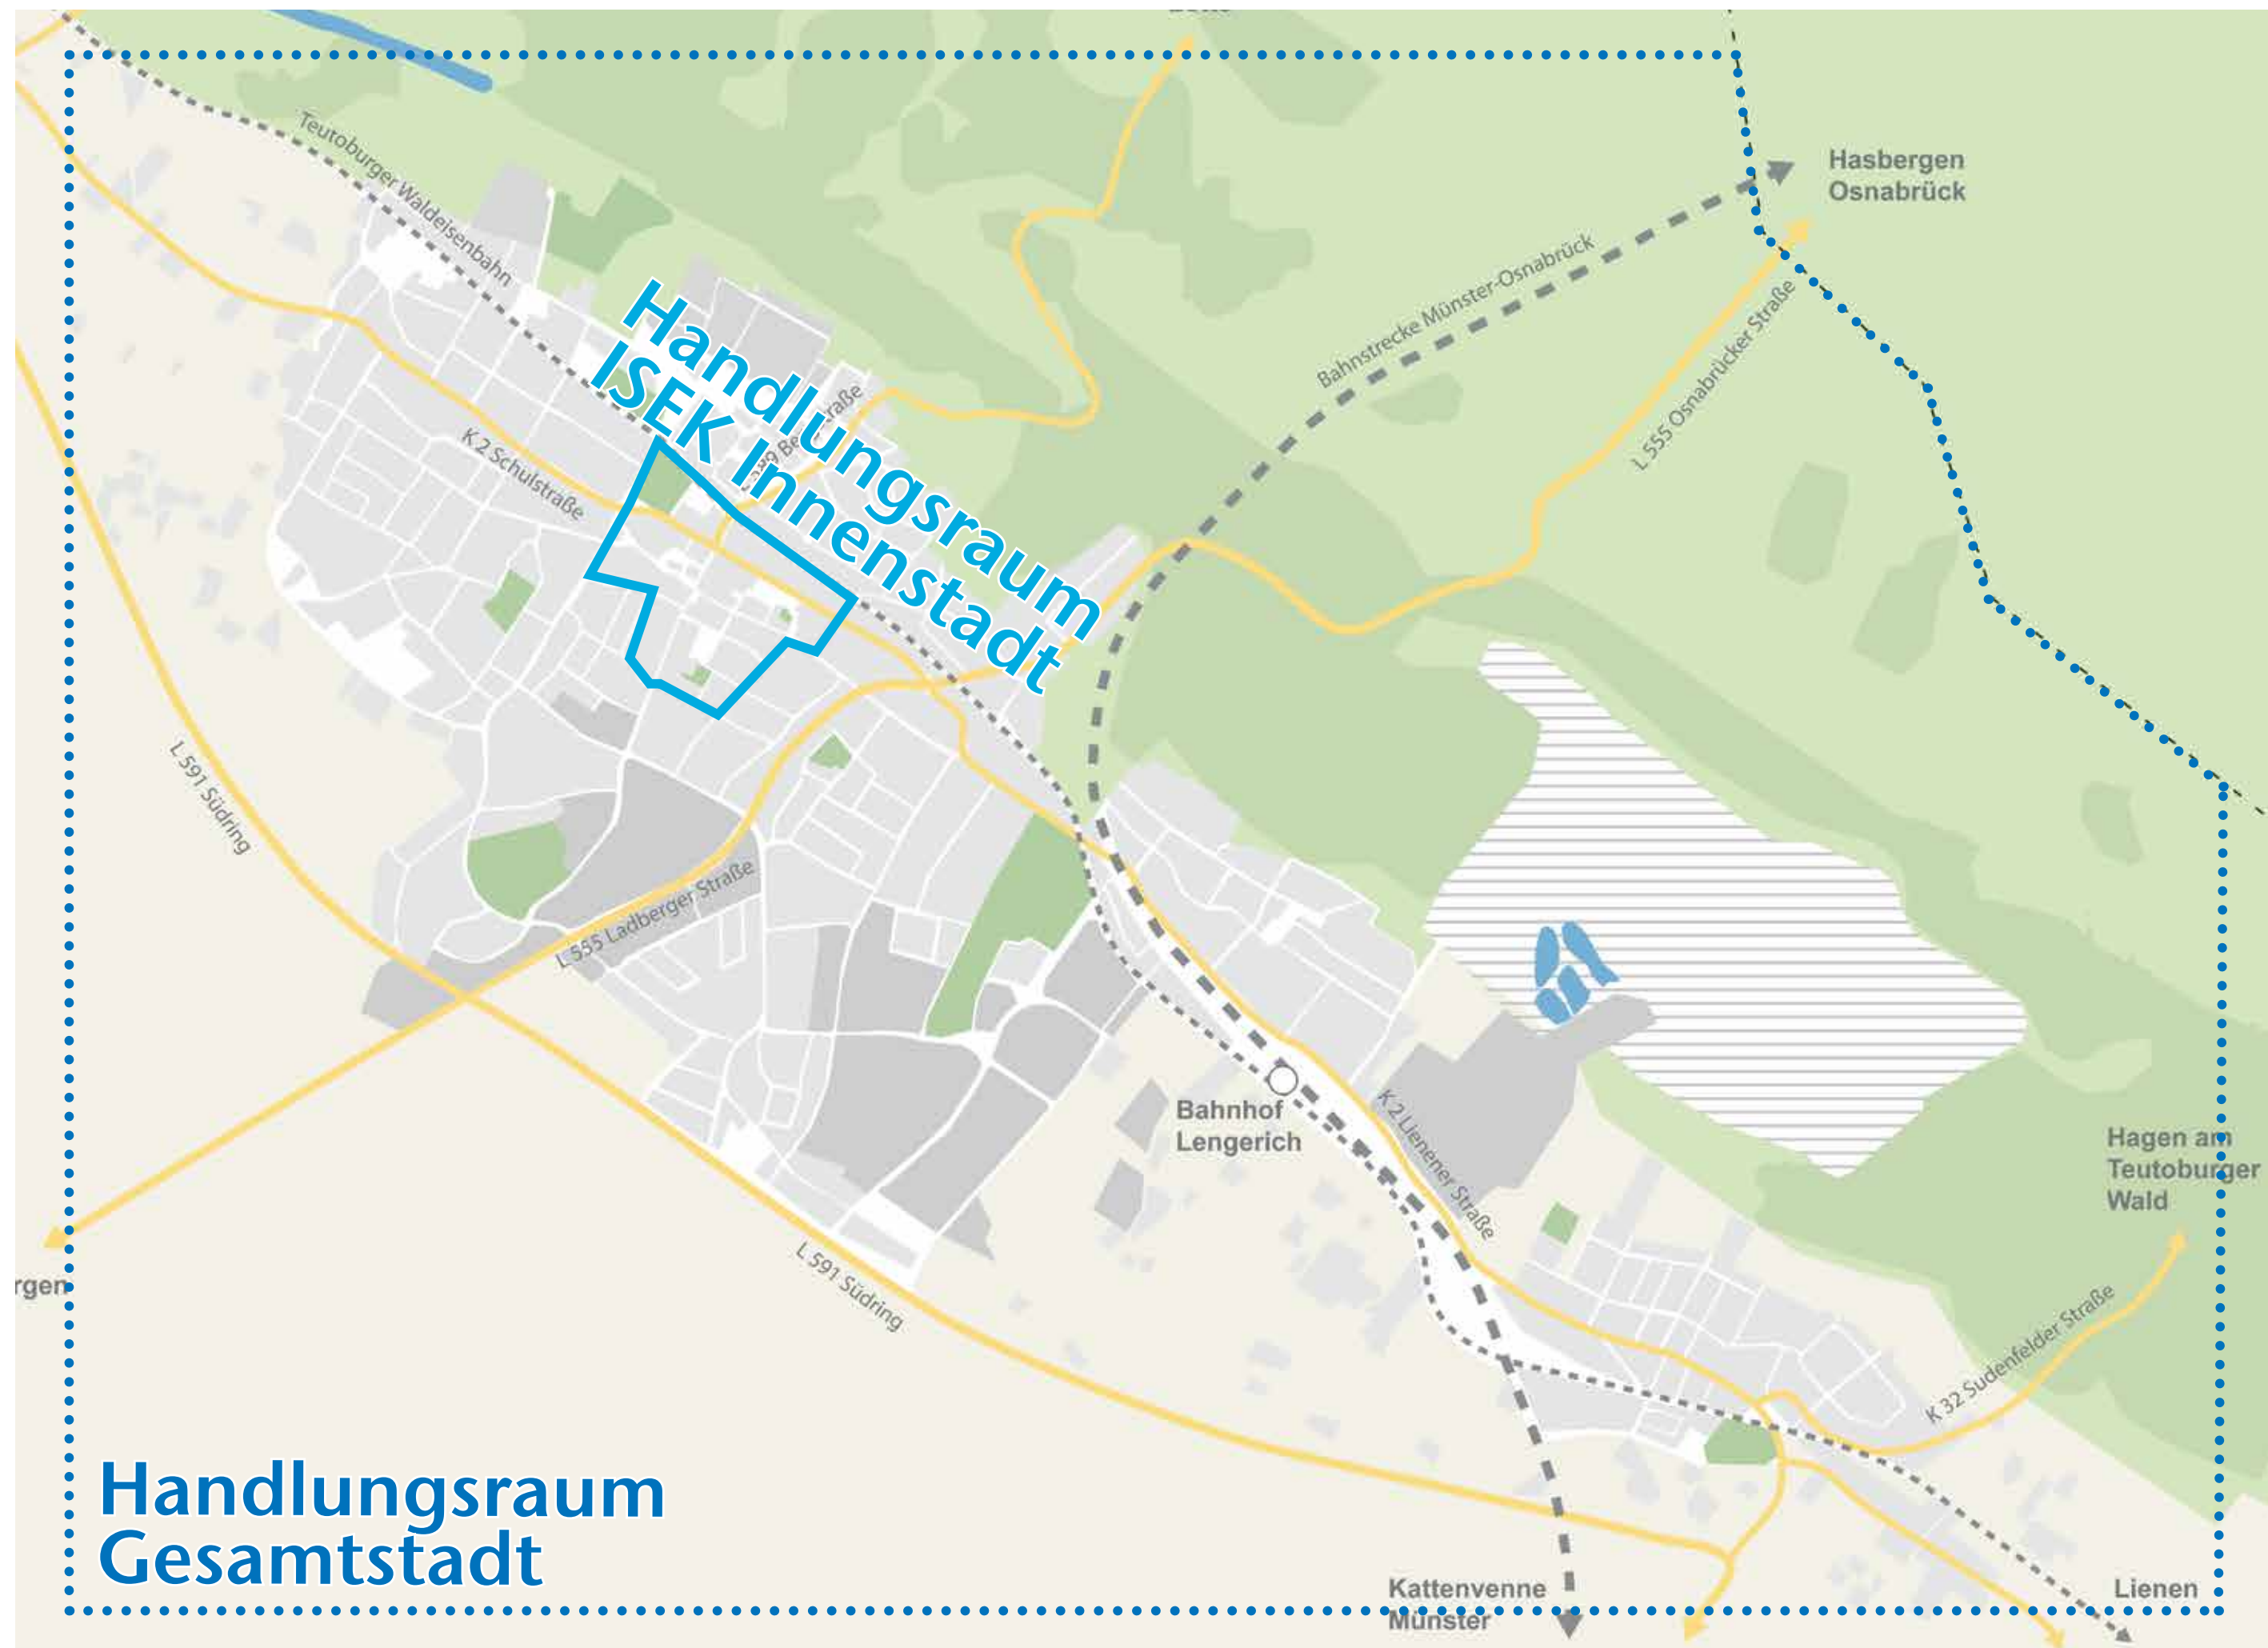 Hasbergen
Osnabrück
Teutoburger Waldeisenbahn
Bahnstrecke Münster-Osnabrück
L 555 Osnabrücker Straße
Handlungsraum
ISEK Innenstadt
K 2 Schulstraße
L 591 Südring
L 555 Ladberger Straße
Bahnhof
Lengerich
K 2 Lienener Straße
Hagen am
Teutoburger
Wald
rgen
L 591 Südring
K 32 Sudenfelder Straße
Handlungsraum
Gesamtstadt
Kattenvenne
Münster
Lienen